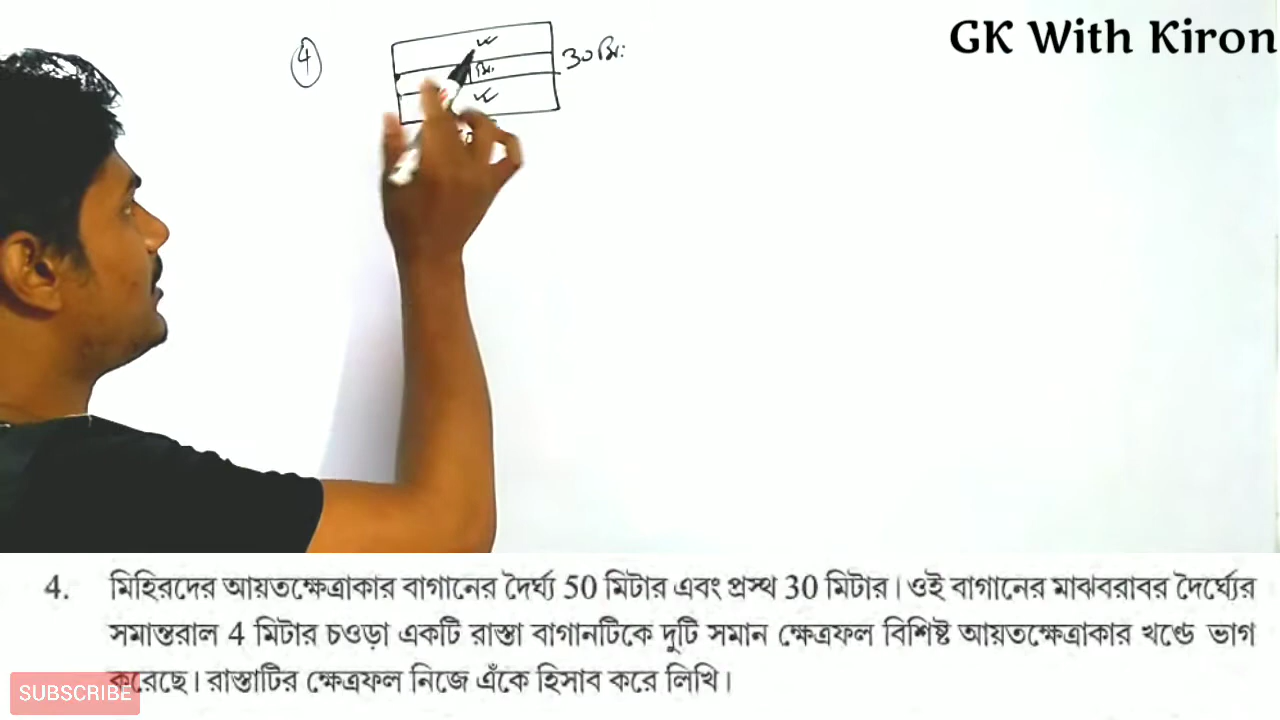 GK With Kiron
4
30 মি:
মি.
4. মিহিরদের আয়তক্ষেত্রাকার বাগানের দৈর্ঘ্য 50 মিটার এবং প্রস্থ 30 মিটার। ওই বাগানের মাঝবরাবর দৈর্ঘ্যের
সমান্তরাল 4 মিটার চওড়া একটি রাস্তা বাগানটিকে দুটি সমান ক্ষেত্রফল বিশিষ্ট আয়তক্ষেত্রাকার খণ্ডে ভাগ
করেছে। রাস্তাটির ক্ষেত্রফল নিজে এঁকে হিসাব করে লিখি।
SUBSCRIBE